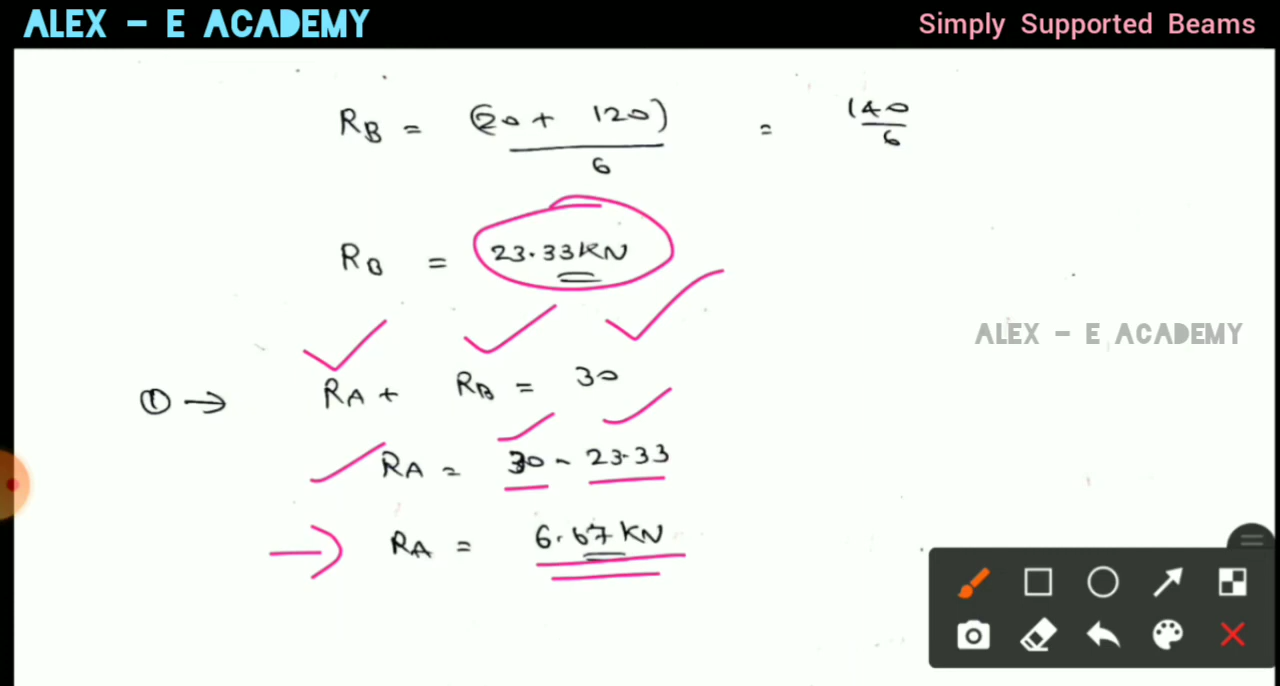 ALEX - E ACADEMY
Simply Supported Beams
RB = (20 + 120) / 6 = 140 / 6
RB = 23.33KN
ALEX - E ACADEMY
① → RA + RB = 30
RA = 30 - 23.33
RA = 6.67 KN